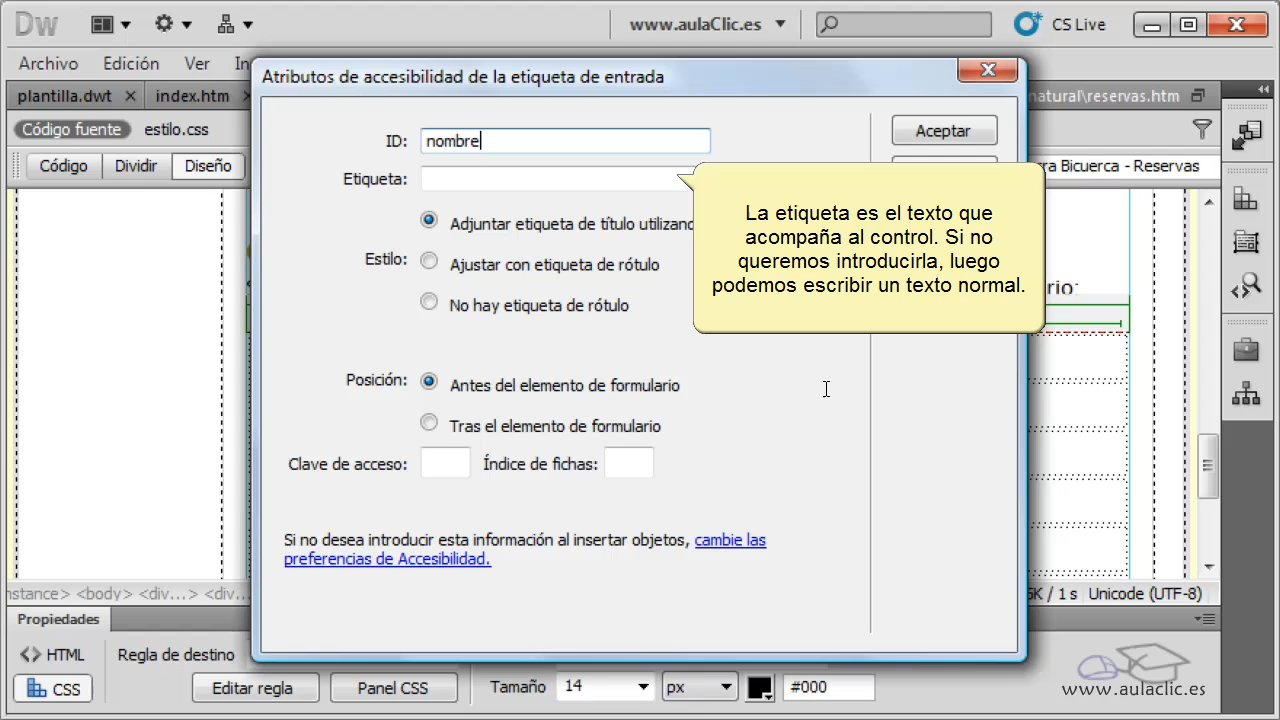 Dw
www.aulaClic.es
CS Live
Archivo Edición Ver
Atributos de accesibilidad de la etiqueta de entrada
plantilla.dwt index.htm
natural\reservas.htm
Código fuente estilo.css
Código Dividir Diseño
ra Bicuerca - Reservas
ID: nombre
Aceptar
Etiqueta:
La etiqueta es el texto que
acompaña al control. Si no
queremos introducirla, luego
podemos escribir un texto normal.
Adjuntar etiqueta de título utilizand
Estilo: Ajustar con etiqueta de rótulo
No hay etiqueta de rótulo
Posición: Antes del elemento de formulario
Tras el elemento de formulario
Clave de acceso: Índice de fichas:
Si no desea introducir esta información al insertar objetos, cambie las
preferencias de Accesibilidad.
nstance> <body> <div...> <div...
K / 1 s Unicode (UTF-8)
Propiedades
HTML Regla de destino
CSS Editar regla Panel CSS Tamaño 14 px #000
www.aulaclic.es